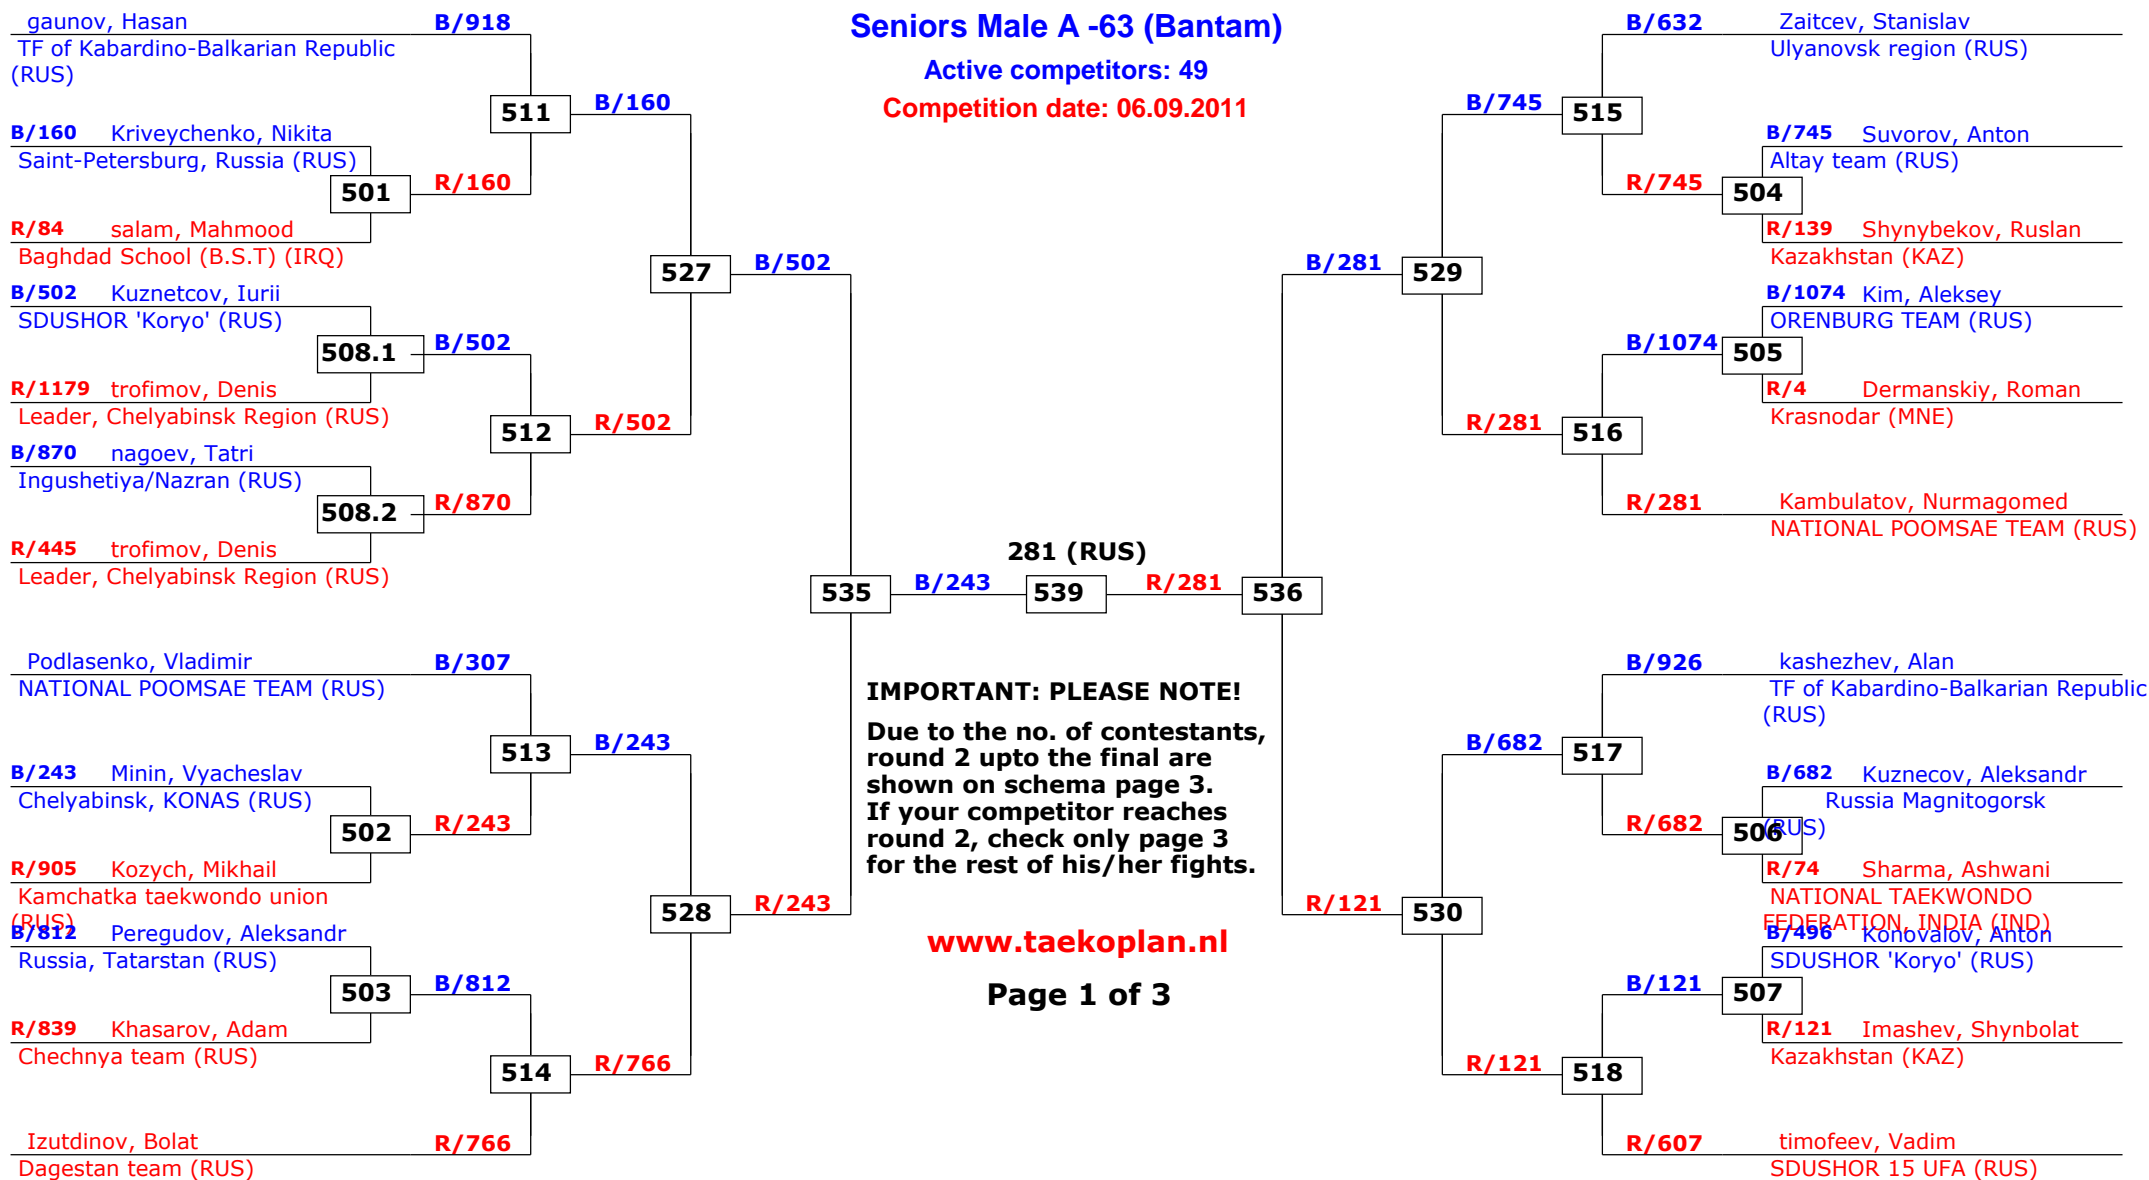 Seniors Male A -63 (Bantam)
Active competitors: 49
Competition date: 06.09.2011
gaunov, Hasan
B/918
TF of Kabardino-Balkarian Republic
(RUS)
511
B/160
B/160 Kriveychenko, Nikita
Saint-Petersburg, Russia (RUS)
501
R/160
R/84 salam, Mahmood
Baghdad School (B.S.T) (IRQ)
527
B/502
B/502 Kuznetcov, Iurii
SDUSHOR 'Koryo' (RUS)
508.1
B/502
R/1179 trofimov, Denis
Leader, Chelyabinsk Region (RUS)
512
R/502
B/870 nagoev, Tatri
Ingushetiya/Nazran (RUS)
508.2
R/870
R/445 trofimov, Denis
Leader, Chelyabinsk Region (RUS)
535
B/243
281 (RUS)
539
R/281
536
Podlasenko, Vladimir
B/307
NATIONAL POOMSAE TEAM (RUS)
513
B/243
B/243 Minin, Vyacheslav
Chelyabinsk, KONAS (RUS)
502
R/243
R/905 Kozych, Mikhail
Kamchatka taekwondo union
(RUS)
528
R/243
B/812 Peregudov, Aleksandr
Russia, Tatarstan (RUS)
503
B/812
R/839 Khasarov, Adam
Chechnya team (RUS)
514
R/766
Izutdinov, Bolat
R/766
Dagestan team (RUS)
IMPORTANT: PLEASE NOTE!
Due to the no. of contestants,
round 2 upto the final are
shown on schema page 3.
If your competitor reaches
round 2, check only page 3
for the rest of his/her fights.
www.taekoplan.nl
Page 1 of 3
B/632
Zaitcev, Stanislav
Ulyanovsk region (RUS)
B/745
515
B/745 Suvorov, Anton
Altay team (RUS)
R/745
504
R/139 Shynybekov, Ruslan
Kazakhstan (KAZ)
B/281
529
B/1074 Kim, Aleksey
ORENBURG TEAM (RUS)
B/1074
505
R/4 Dermanskiy, Roman
Krasnodar (MNE)
R/281
516
R/281
Kambulatov, Nurmagomed
NATIONAL POOMSAE TEAM (RUS)
B/926
kashezhev, Alan
TF of Kabardino-Balkarian Republic
(RUS)
B/682
517
B/682 Kuznecov, Aleksandr
Russia Magnitogorsk
(RUS)
R/682
506
R/74 Sharma, Ashwani
NATIONAL TAEKWONDO
FEDERATION, INDIA (IND)
R/121
530
B/496 Konovalov, Anton
SDUSHOR 'Koryo' (RUS)
B/121
507
R/121 Imashev, Shynbolat
Kazakhstan (KAZ)
R/121
518
R/607
timofeev, Vadim
SDUSHOR 15 UFA (RUS)